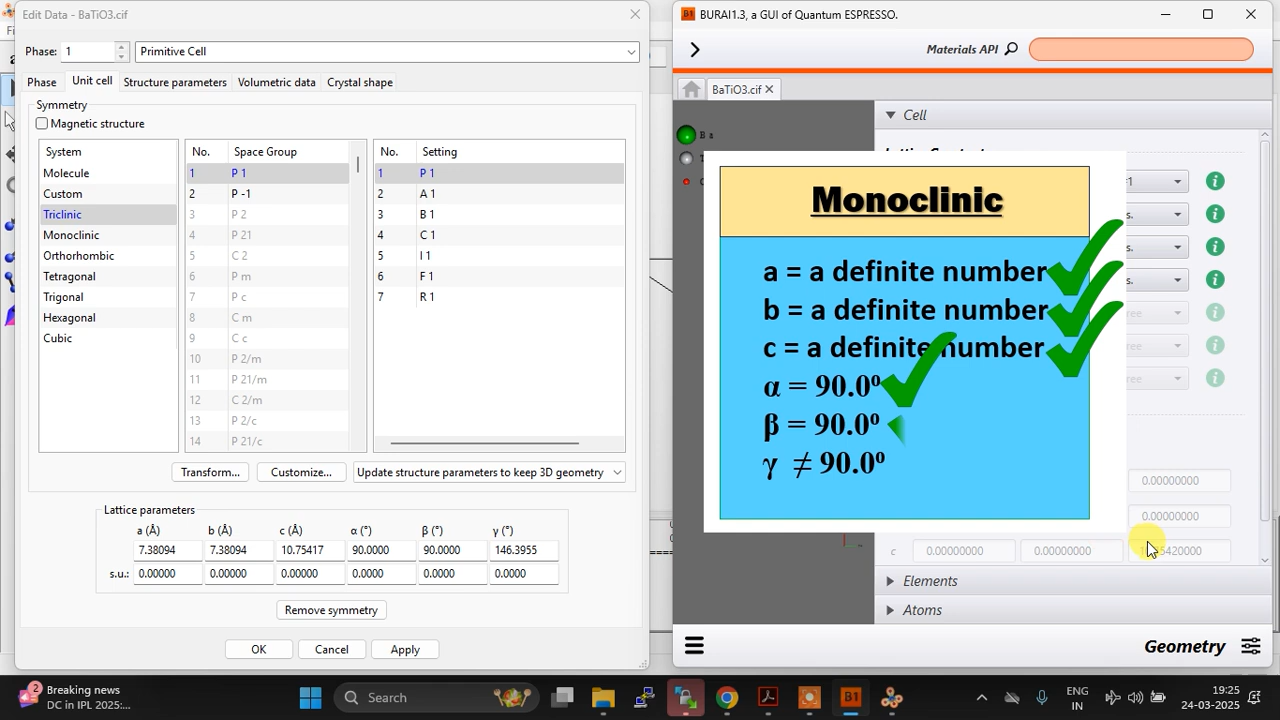 Edit Data - BaTiO3.cif
Phase: 1 Primitive Cell
Phase Unit cell Structure parameters Volumetric data Crystal shape
Symmetry
Magnetic structure
System
Molecule
Custom
Triclinic
Monoclinic
Orthorhombic
Tetragonal
Trigonal
Hexagonal
Cubic
No. Space Group
1 P 1
2 P -1
3 P 2
4 P 21
5 C 2
6 P m
7 P c
8 C m
9 C c
10 P 2/m
11 P 21/m
12 C 2/m
13 P 2/c
14 P 21/c
No. Setting
1 P 1
2 A 1
3 B 1
4 C 1
5 I 1
6 F 1
7 R 1
Transform... Customize... Update structure parameters to keep 3D geometry
Lattice parameters
a (Å) b (Å) c (Å) α (°) β (°) γ (°)
7.38094 7.38094 10.75417 90.0000 90.0000 146.3955
s.u.: 0.00000 0.00000 0.00000 0.0000 0.0000 0.0000
Remove symmetry
OK Cancel Apply
BURAI1.3, a GUI of Quantum ESPRESSO.
Materials API
BaTiO3.cif
Cell
B a
Monoclinic
a = a definite number
b = a definite number
c = a definite number
α = 90.0⁰
β = 90.0⁰
γ ≠ 90.0⁰
0.00000000
0.00000000
c 0.00000000 0.00000000
Elements
Atoms
Geometry
2
Breaking news
DC in IPL 2025:...
Search
ENG
IN
19:25
24-03-2025